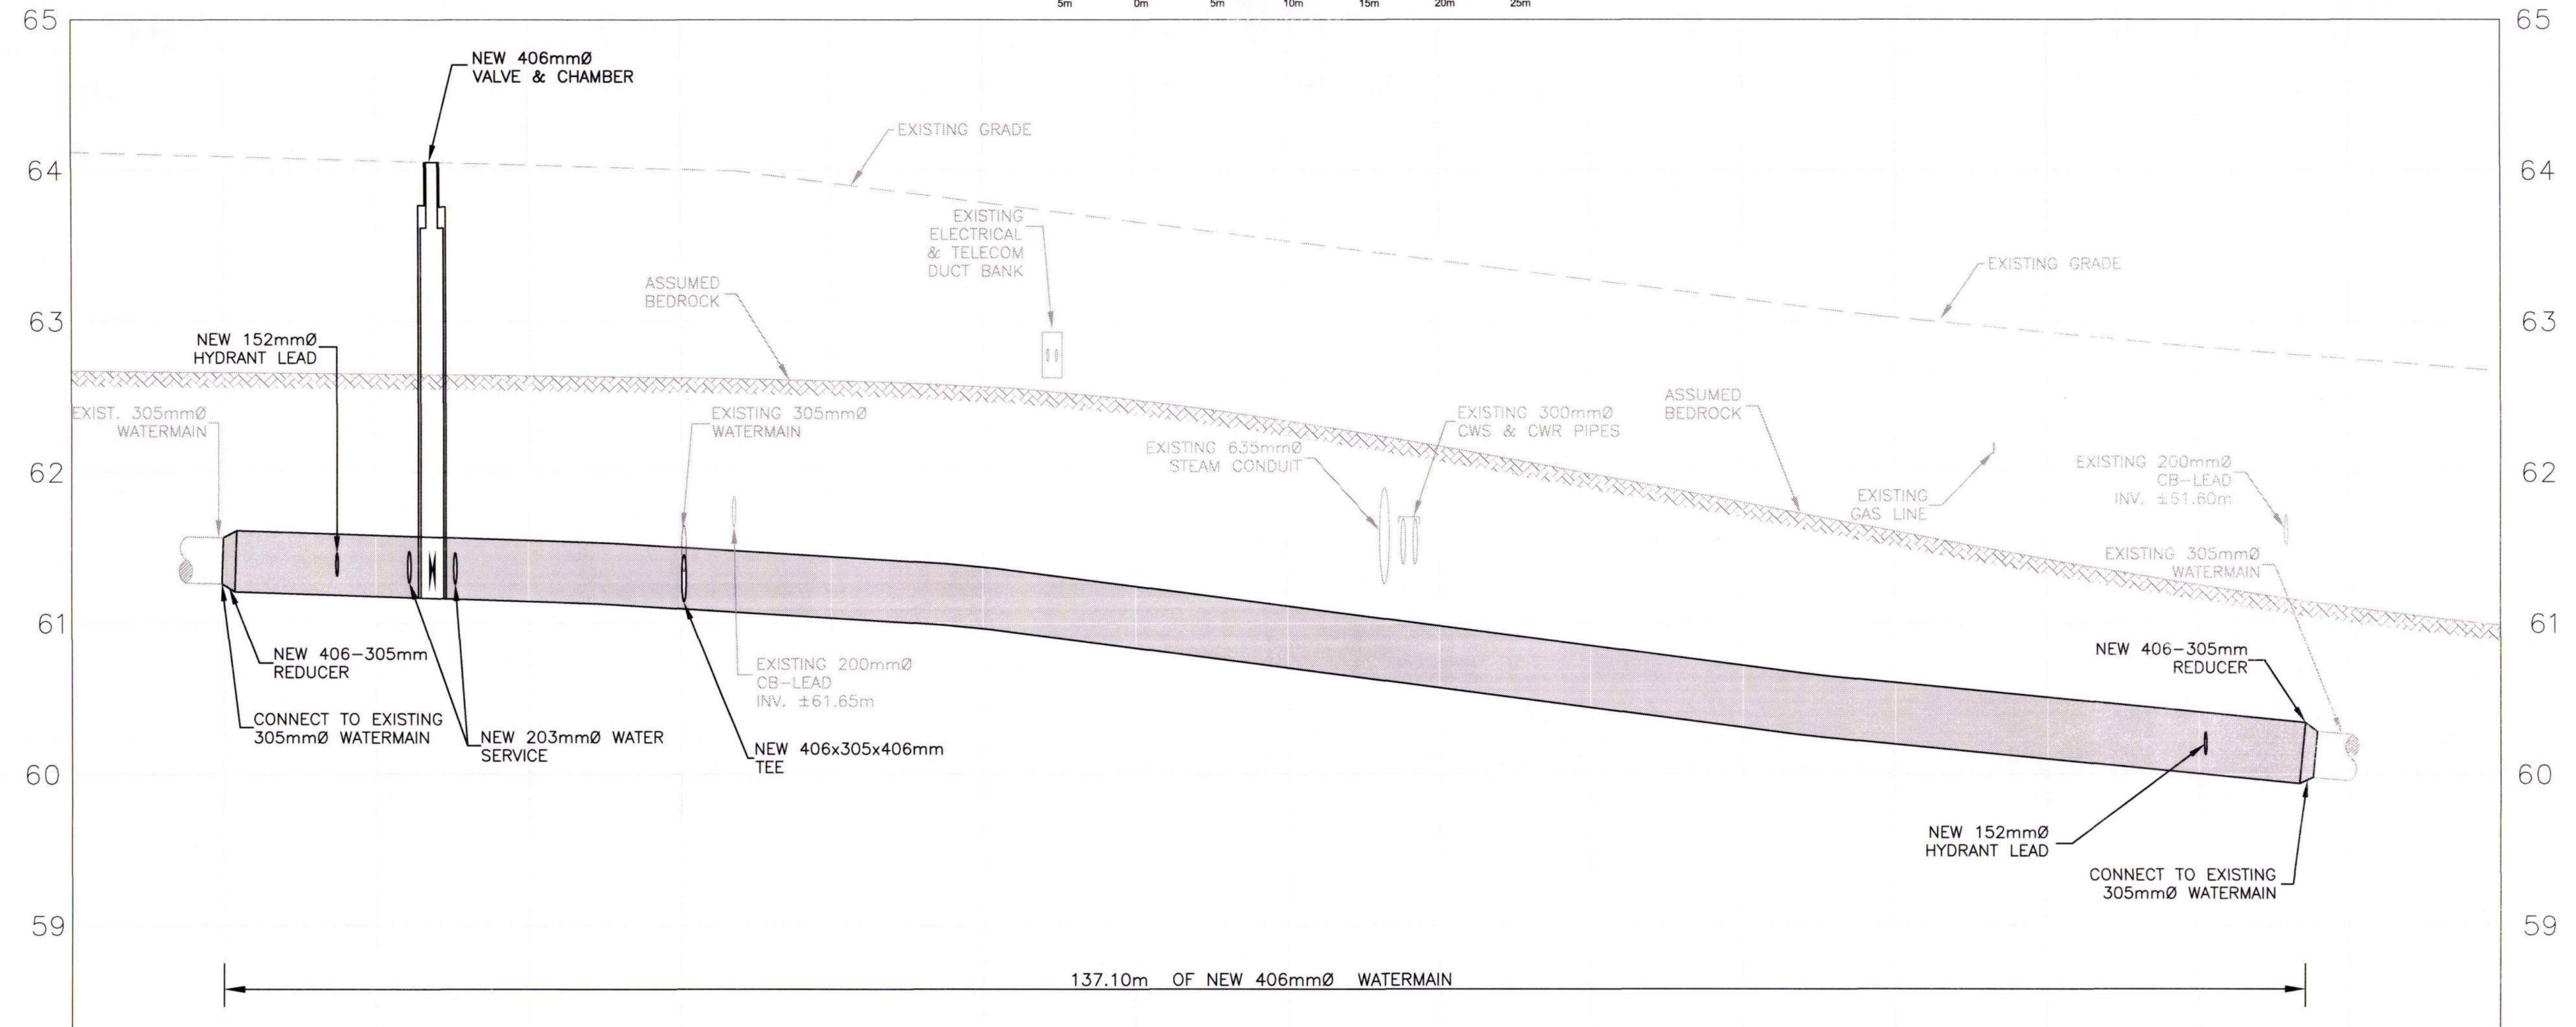 5m 0m 5m 10m 15m 20m 25m
65
65
NEW 406mmØ
VALVE & CHAMBER
EXISTING GRADE
64
64
EXISTING
ELECTRICAL
& TELECOM
DUCT BANK
EXISTING GRADE
ASSUMED
BEDROCK
63
63
NEW 152mmØ
HYDRANT LEAD
EXIST. 305mmØ
WATERMAIN
EXISTING 305mmØ
WATERMAIN
EXISTING 635mmØ
STEAM CONDUIT
EXISTING 300mmØ
CWS & CWR PIPES
ASSUMED
BEDROCK
62
62
EXISTING
GAS LINE
EXISTING 200mmØ
CB-LEAD
INV. ±51.60m
EXISTING 305mmØ
WATERMAIN
61
61
NEW 406-305mm
REDUCER
CONNECT TO EXISTING
305mmØ WATERMAIN
NEW 203mmØ WATER
SERVICE
EXISTING 200mmØ
CB-LEAD
INV. ±61.65m
NEW 406x305x406mm
TEE
NEW 406-305mm
REDUCER
60
60
NEW 152mmØ
HYDRANT LEAD
CONNECT TO EXISTING
305mmØ WATERMAIN
59
59
137.10m OF NEW 406mmØ WATERMAIN